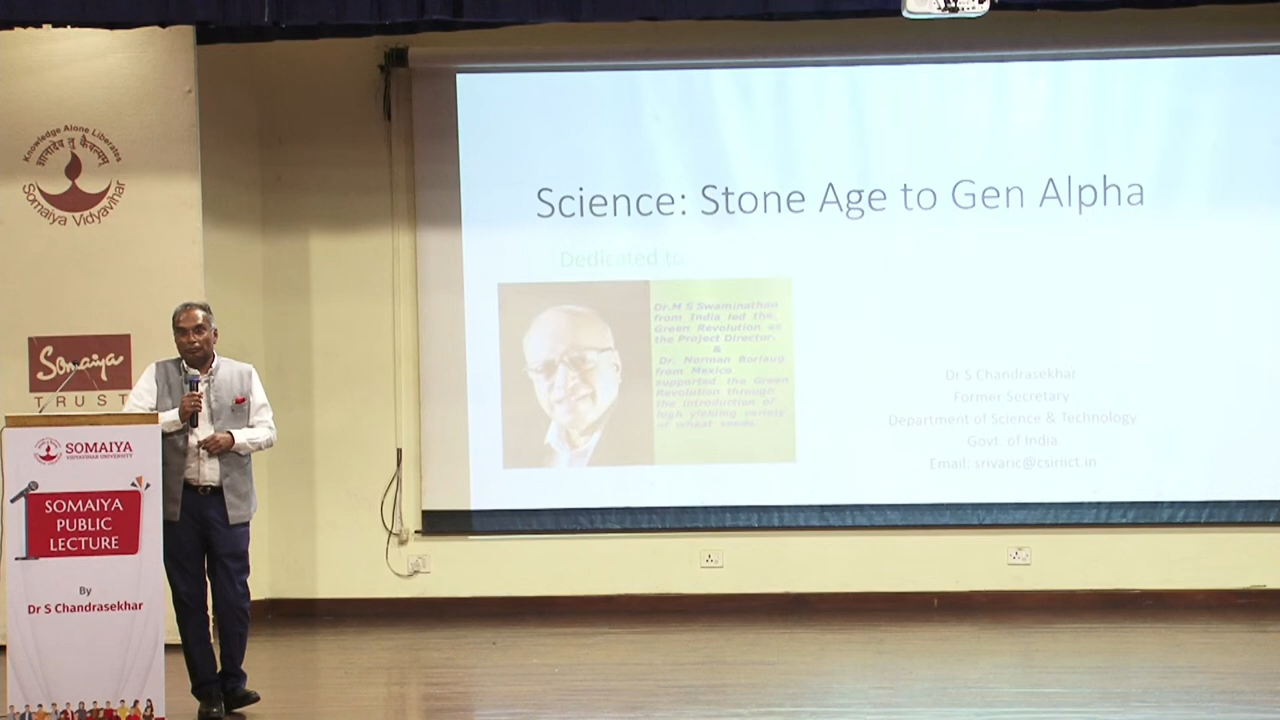 Knowledge Alone Liberates
ज्ञानादेव तु कैवल्यम्
Somaiya Vidyavihar
Somaiya
TRUST
SOMAIYA
VIDYAVIHAR UNIVERSITY
SOMAIYA
PUBLIC
LECTURE
By
Dr S Chandrasekhar
Science: Stone Age to Gen Alpha
Dedicated to
Dr.M S Swaminathan
from India led the
Green Revolution as
the Project Director.
&
Dr. Norman Borlaug
from Mexico
supported the Green
Revolution through
the introduction of
high yielding variety
of wheat seeds.
Dr S Chandrasekhar
Former Secretary
Department of Science & Technology
Govt. of India
Email: srivaric@csiriict.in